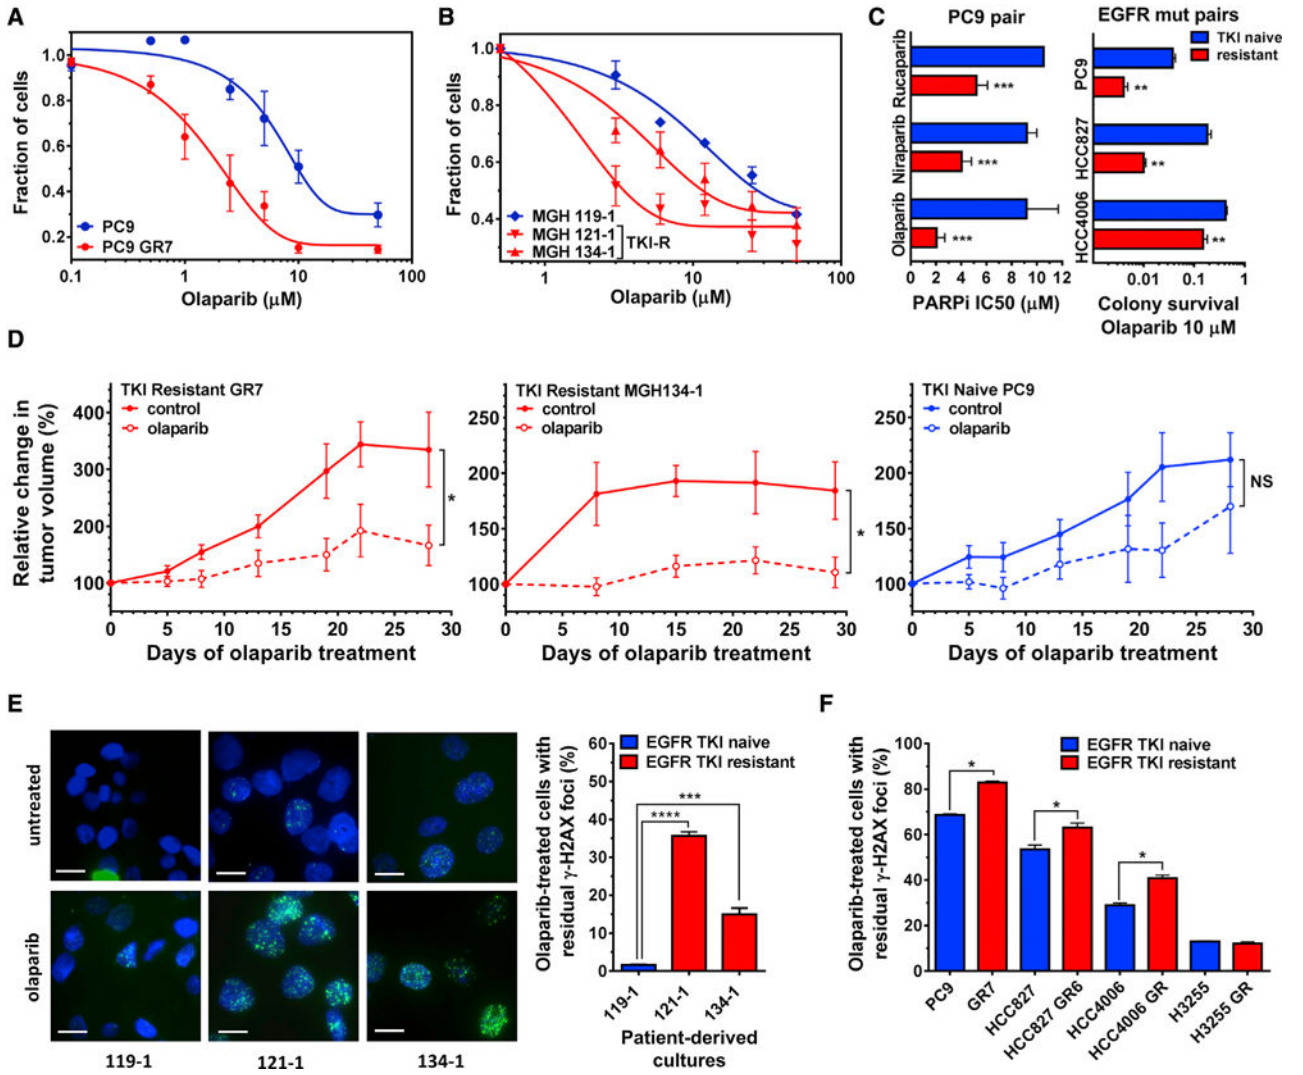 A
Fraction of cells
1.0
0.8
0.6
0.4
0.2
PC9
PC9 GR7
0.1
1
10
100
Olaparib (μM)
B
Fraction of cells
1.0
0.8
0.6
0.4
MGH 119-1
MGH 121-1
MGH 134-1
TKI-R
1
10
100
Olaparib (μM)
C
PC9 pair
Rucaparib
***
Niraparib
***
Olaparib
***
0 2 4 6 8 10 12
PARPi IC50 (μM)
EGFR mut pairs
TKI naive
resistant
PC9
**
HCC827
**
HCC4006
**
0.01 0.1 1
Colony survival
Olaparib 10 μM
D
Relative change in
tumor volume (%)
TKI Resistant GR7
control
olaparib
400
300
200
100
*
0 5 10 15 20 25 30
Days of olaparib treatment
TKI Resistant MGH134-1
control
olaparib
250
200
150
100
*
0 5 10 15 20 25 30
Days of olaparib treatment
TKI Naive PC9
control
olaparib
250
200
150
100
NS
0 5 10 15 20 25 30
Days of olaparib treatment
E
untreated
olaparib
119-1
121-1
134-1
Olaparib-treated cells with
residual γ-H2AX foci (%)
60
50
40
30
20
10
0
EGFR TKI naive
EGFR TKI resistant
***
****
119-1
121-1
134-1
Patient-derived
cultures
F
Olaparib-treated cells with
residual γ-H2AX foci (%)
100
80
60
40
20
0
EGFR TKI naive
EGFR TKI resistant
*
*
*
PC9
GR7
HCC827
HCC827 GR6
HCC4006
HCC4006 GR
H3255
H3255 GR